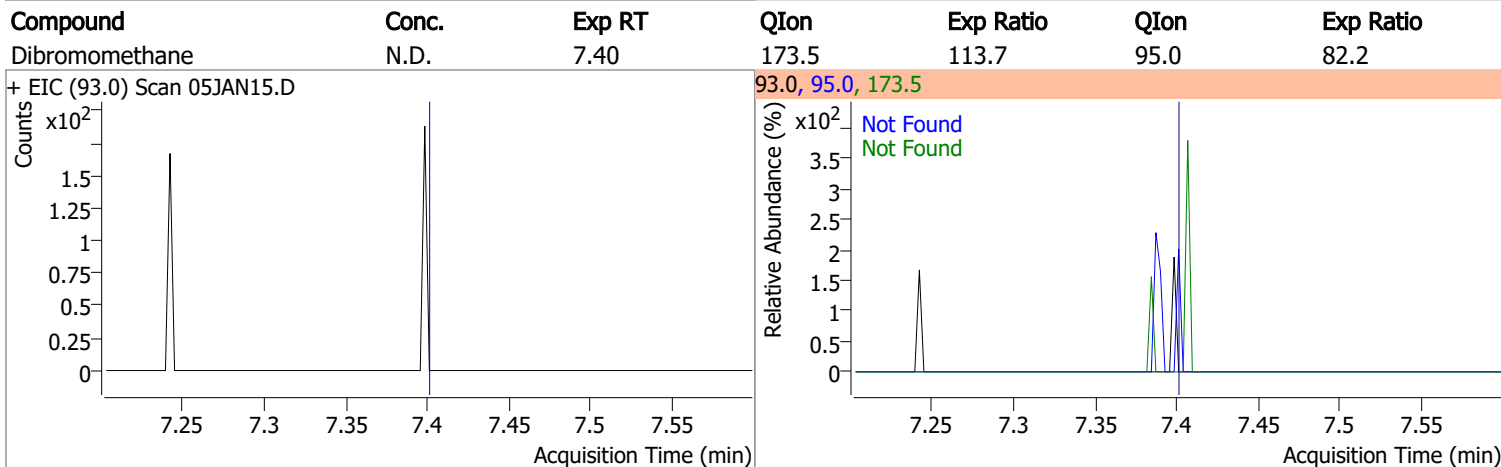 Compound Conc. Exp RT QIon Exp Ratio QIon Exp Ratio
Dibromomethane N.D. 7.40 173.5 113.7 95.0 82.2
+ EIC (93.0) Scan 05JAN15.D
Counts
x10²
1.5
1.25
1
0.75
0.5
0.25
0
7.25 7.3 7.35 7.4 7.45 7.5 7.55
Acquisition Time (min)
93.0, 95.0, 173.5
Relative Abundance (%)
x10²
Not Found
Not Found
3.5
3
2.5
2
1.5
1
0.5
0
7.25 7.3 7.35 7.4 7.45 7.5 7.55
Acquisition Time (min)